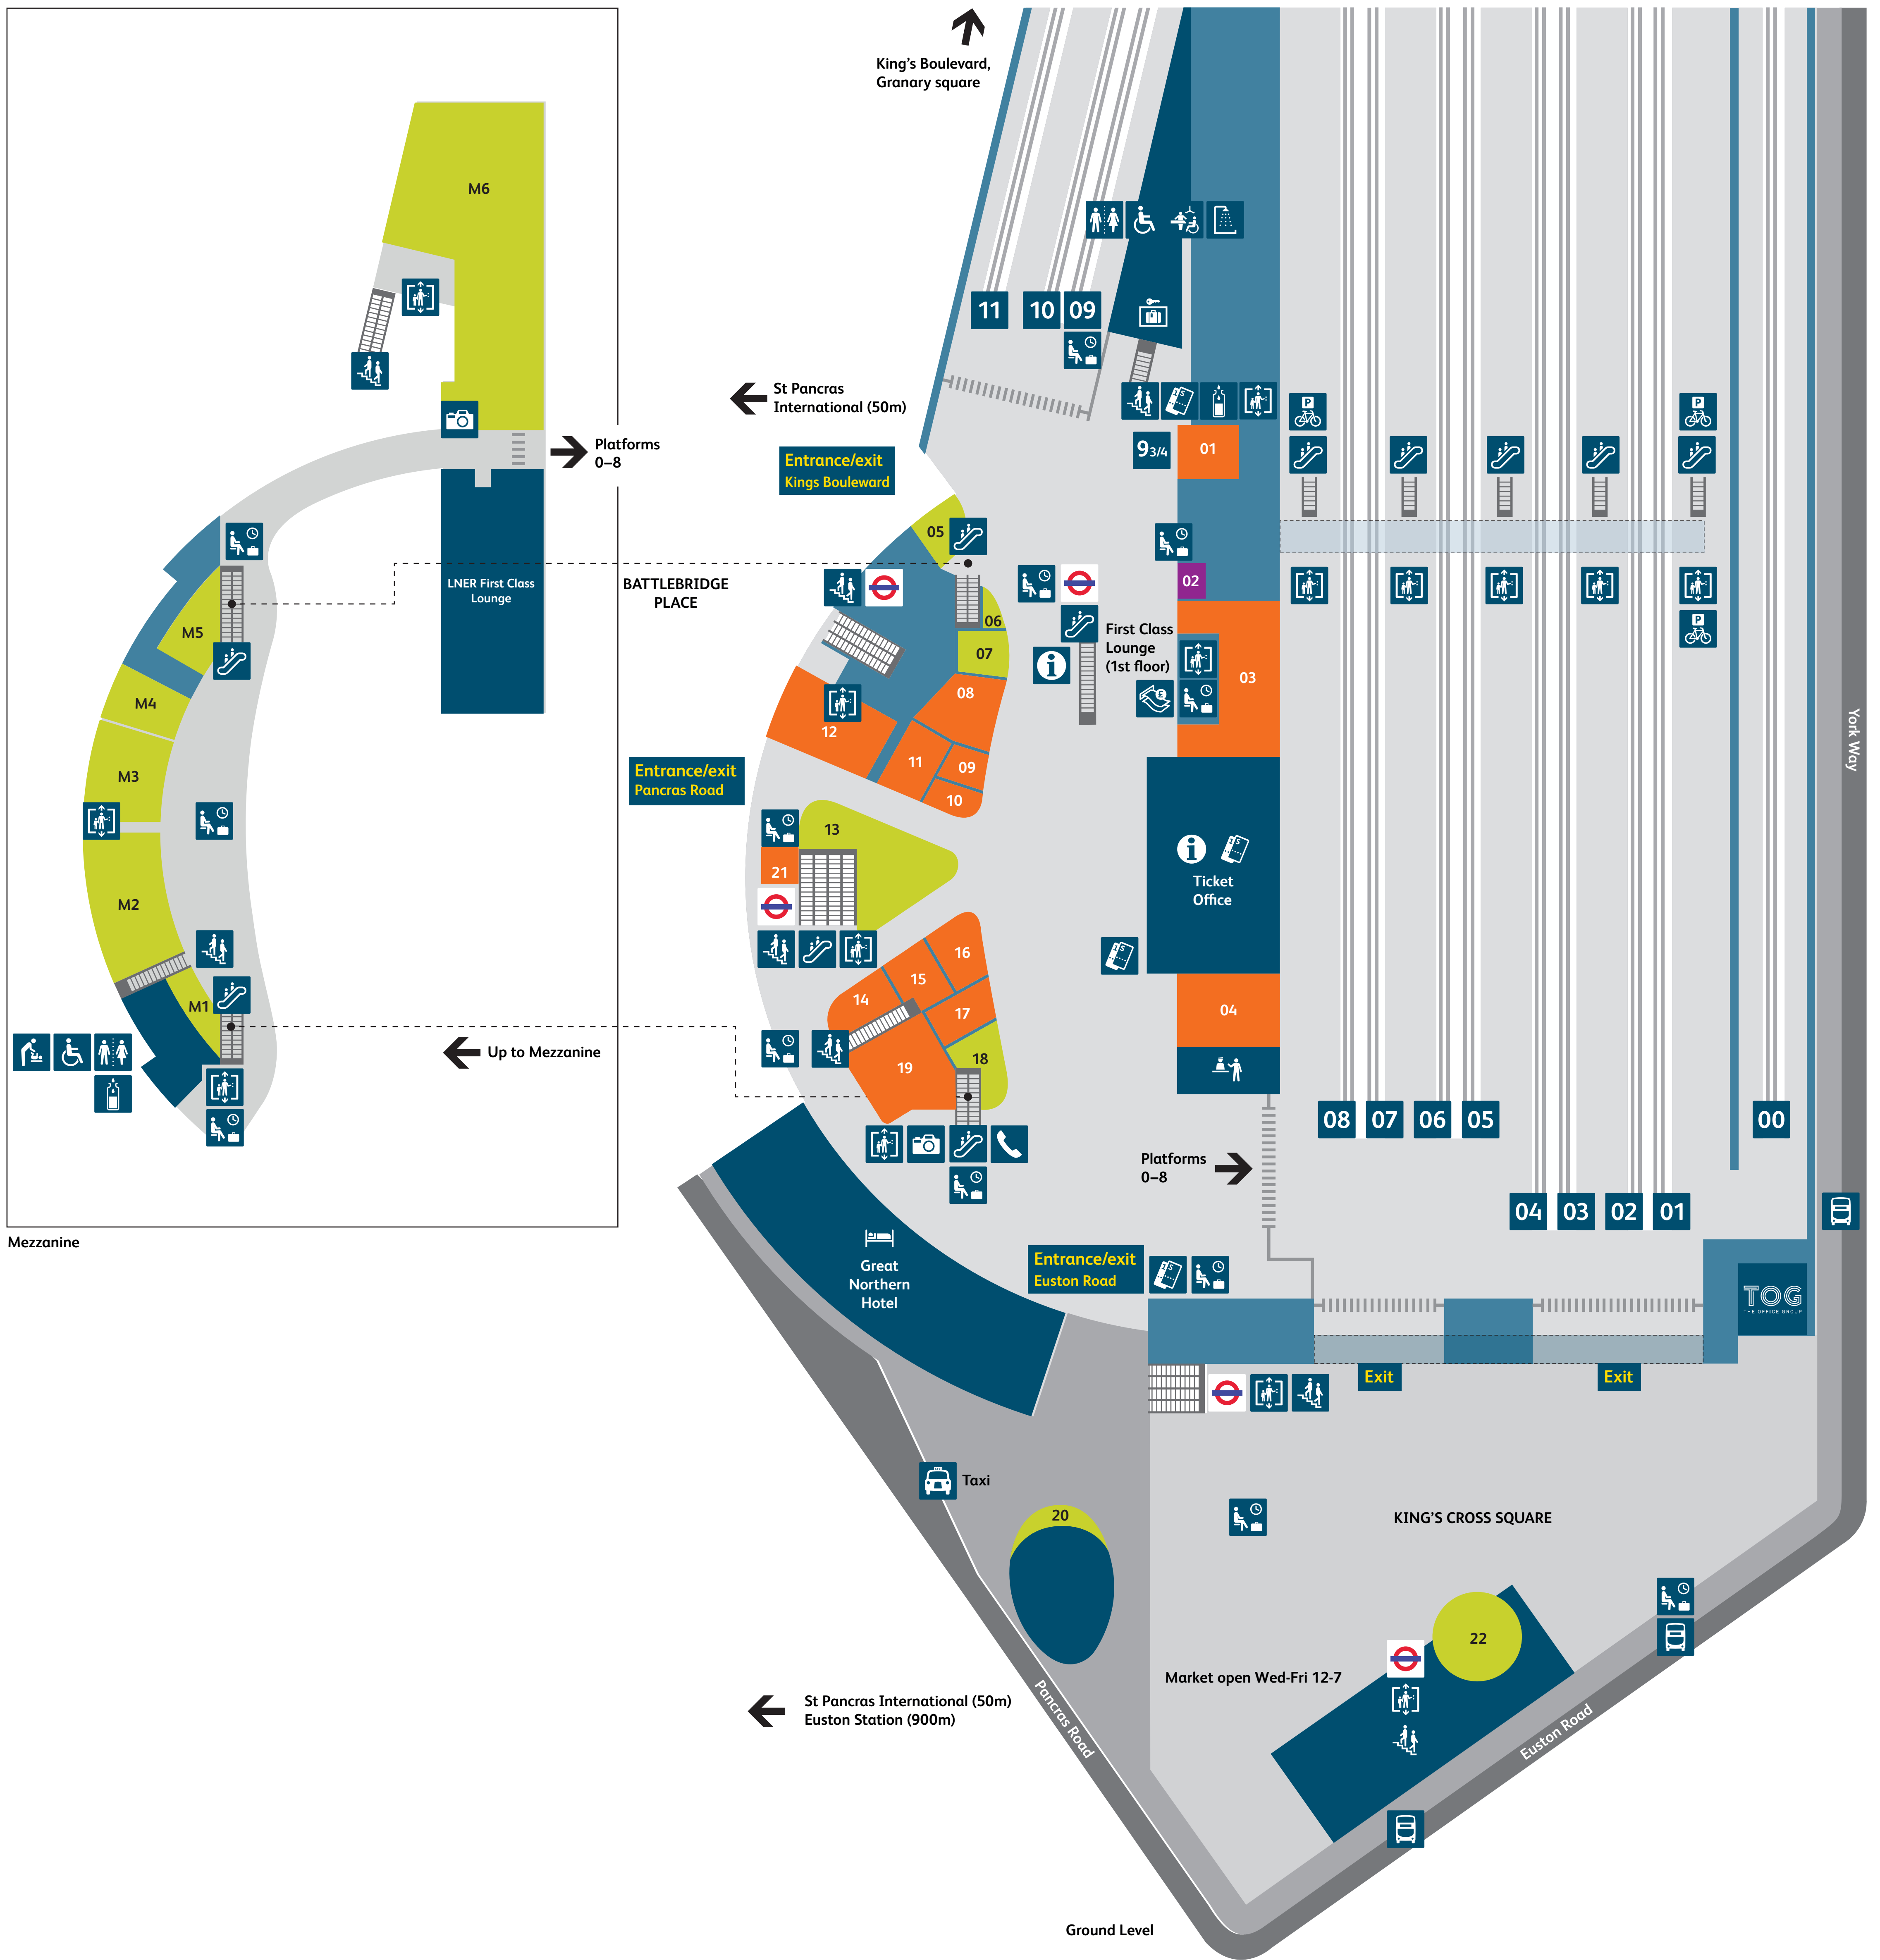 King's Boulevard,
Granary square
M6
11
10
09
St Pancras
International (50m)
Platforms
0–8
Entrance/exit
Kings Bouleward
9 3/4
01
05
LNER First Class
Lounge
BATTLEBRIDGE
PLACE
02
06
07
First Class
Lounge
(1st floor)
M5
M4
M3
M2
M1
03
08
12
11
09
10
York Way
Entrance/exit
Pancras Road
13
21
Ticket
Office
16
15
14
17
18
19
04
Up to Mezzanine
08
07
06
05
00
Platforms
0–8
04
03
02
01
Mezzanine
Great
Northern
Hotel
Entrance/exit
Euston Road
TOG
THE OFFICE GROUP
Exit
Exit
Taxi
20
KING'S CROSS SQUARE
22
Market open Wed-Fri 12-7
St Pancras International (50m)
Euston Station (900m)
Pancras Road
Euston Road
Ground Level